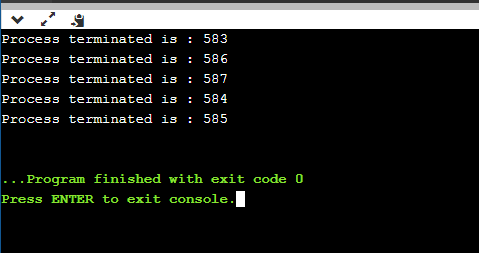 Process terminated is : 583
Process terminated is : 586
Process terminated is : 587
Process terminated is : 584
Process terminated is : 585
...Program finished with exit code 0
Press ENTER to exit console.